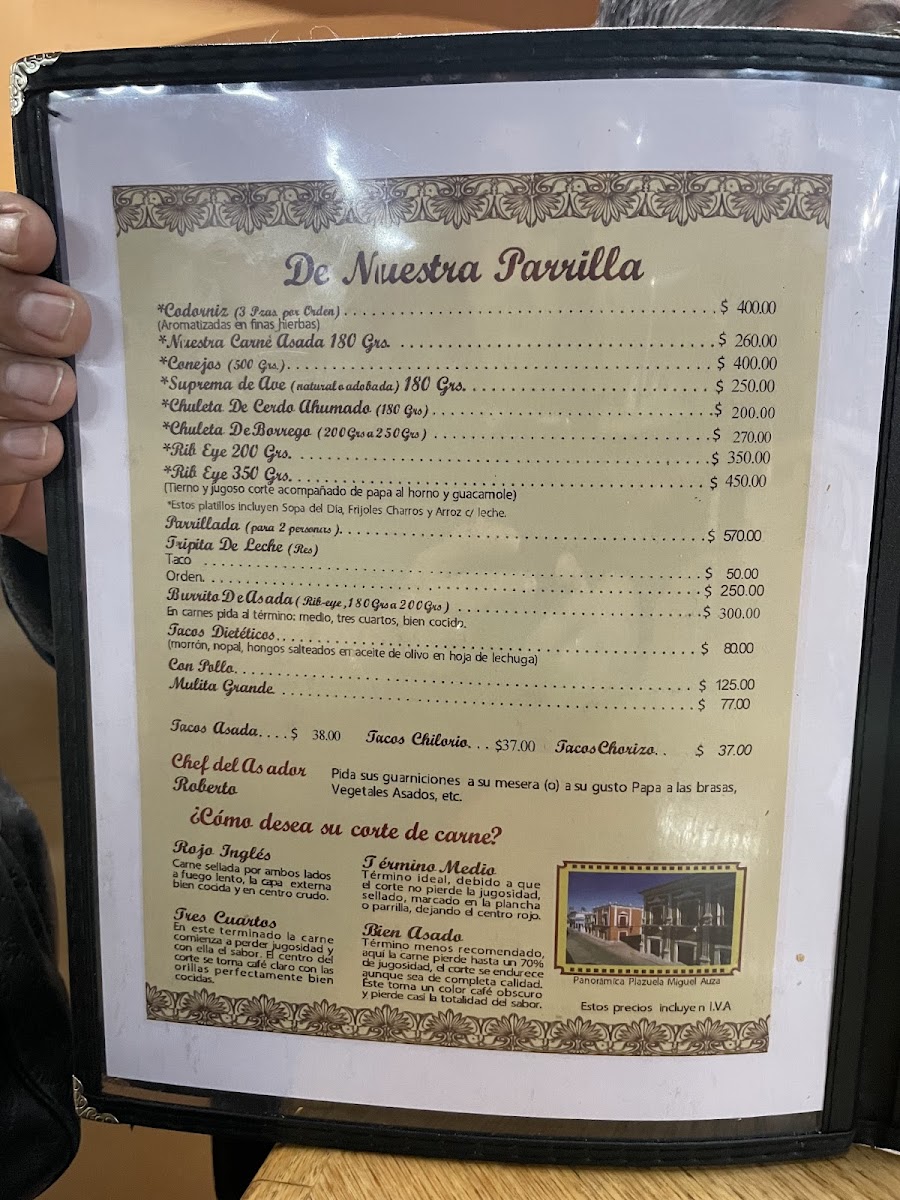 De Nuestra Parrilla
*Codorniz (3 Pzas. por Orden) $ 400.00
(Aromatizadas en finas hierbas)
*Nuestra Carne Asada 180 Grs. $ 260.00
*Conejos (500 Grs.) $ 400.00
*Suprema de Ave (natural o adobada) 180 Grs. $ 250.00
*Chuleta De Cerdo Ahumado (180 Grs) $ 200.00
*Chuleta De Borrego (200 Grs a 250 Grs) $ 270.00
*Rib Eye 200 Grs. $ 350.00
*Rib Eye 350 Grs. $ 450.00
(Tierno y jugoso corte acompañado de papa al horno y guacamole)
*Estos platillos Incluyen Sopa del Día, Frijoles Charros y Arroz c/ leche.
Parrillada (para 2 personas) $ 570.00
Tripita De Leche (Res)
Taco $ 50.00
Orden. $ 250.00
Burrito De Asada (Rib-eye, 180 Grs a 200 Grs) $ 300.00
En carnes pida al término: medio, tres cuartos, bien cocido.
Tacos Dietéticos $ 80.00
(morrón, nopal, hongos salteados en aceite de olivo en hoja de lechuga)
Con Pollo $ 125.00
Mulita Grande $ 77.00
Tacos Asada....$ 38.00 Tacos Chilorio... $37.00 Tacos Chorizo.. $ 37.00
Chef del Asador
Roberto
Pida sus guarniciones a su mesera (o) a su gusto Papa a las brasas,
Vegetales Asados, etc.
¿Cómo desea su corte de carne?
Rojo Inglés
Carne sellada por ambos lados
a fuego lento, la capa externa
bien cocida y en centro crudo.
Tres Cuartos
En este terminado la carne
comienza a perder jugosidad y
con ella el sabor. El centro del
corte se torna café claro con las
orillas perfectamente bien
cocidas.
Término Medio
Término ideal, debido a que
el corte no pierde la jugosidad,
sellado, marcado en la plancha
o parrilla, dejando el centro rojo.
Bien Asado
Término menos recomendado,
aquí la carne pierde hasta un 70%
de jugosidad, el corte se endurece
aunque sea de completa calidad.
Este toma un color café obscuro
y pierde casi la totalidad del sabor.
Panorámica Plazuela Miguel Auza
Estos precios incluyen I.V.A